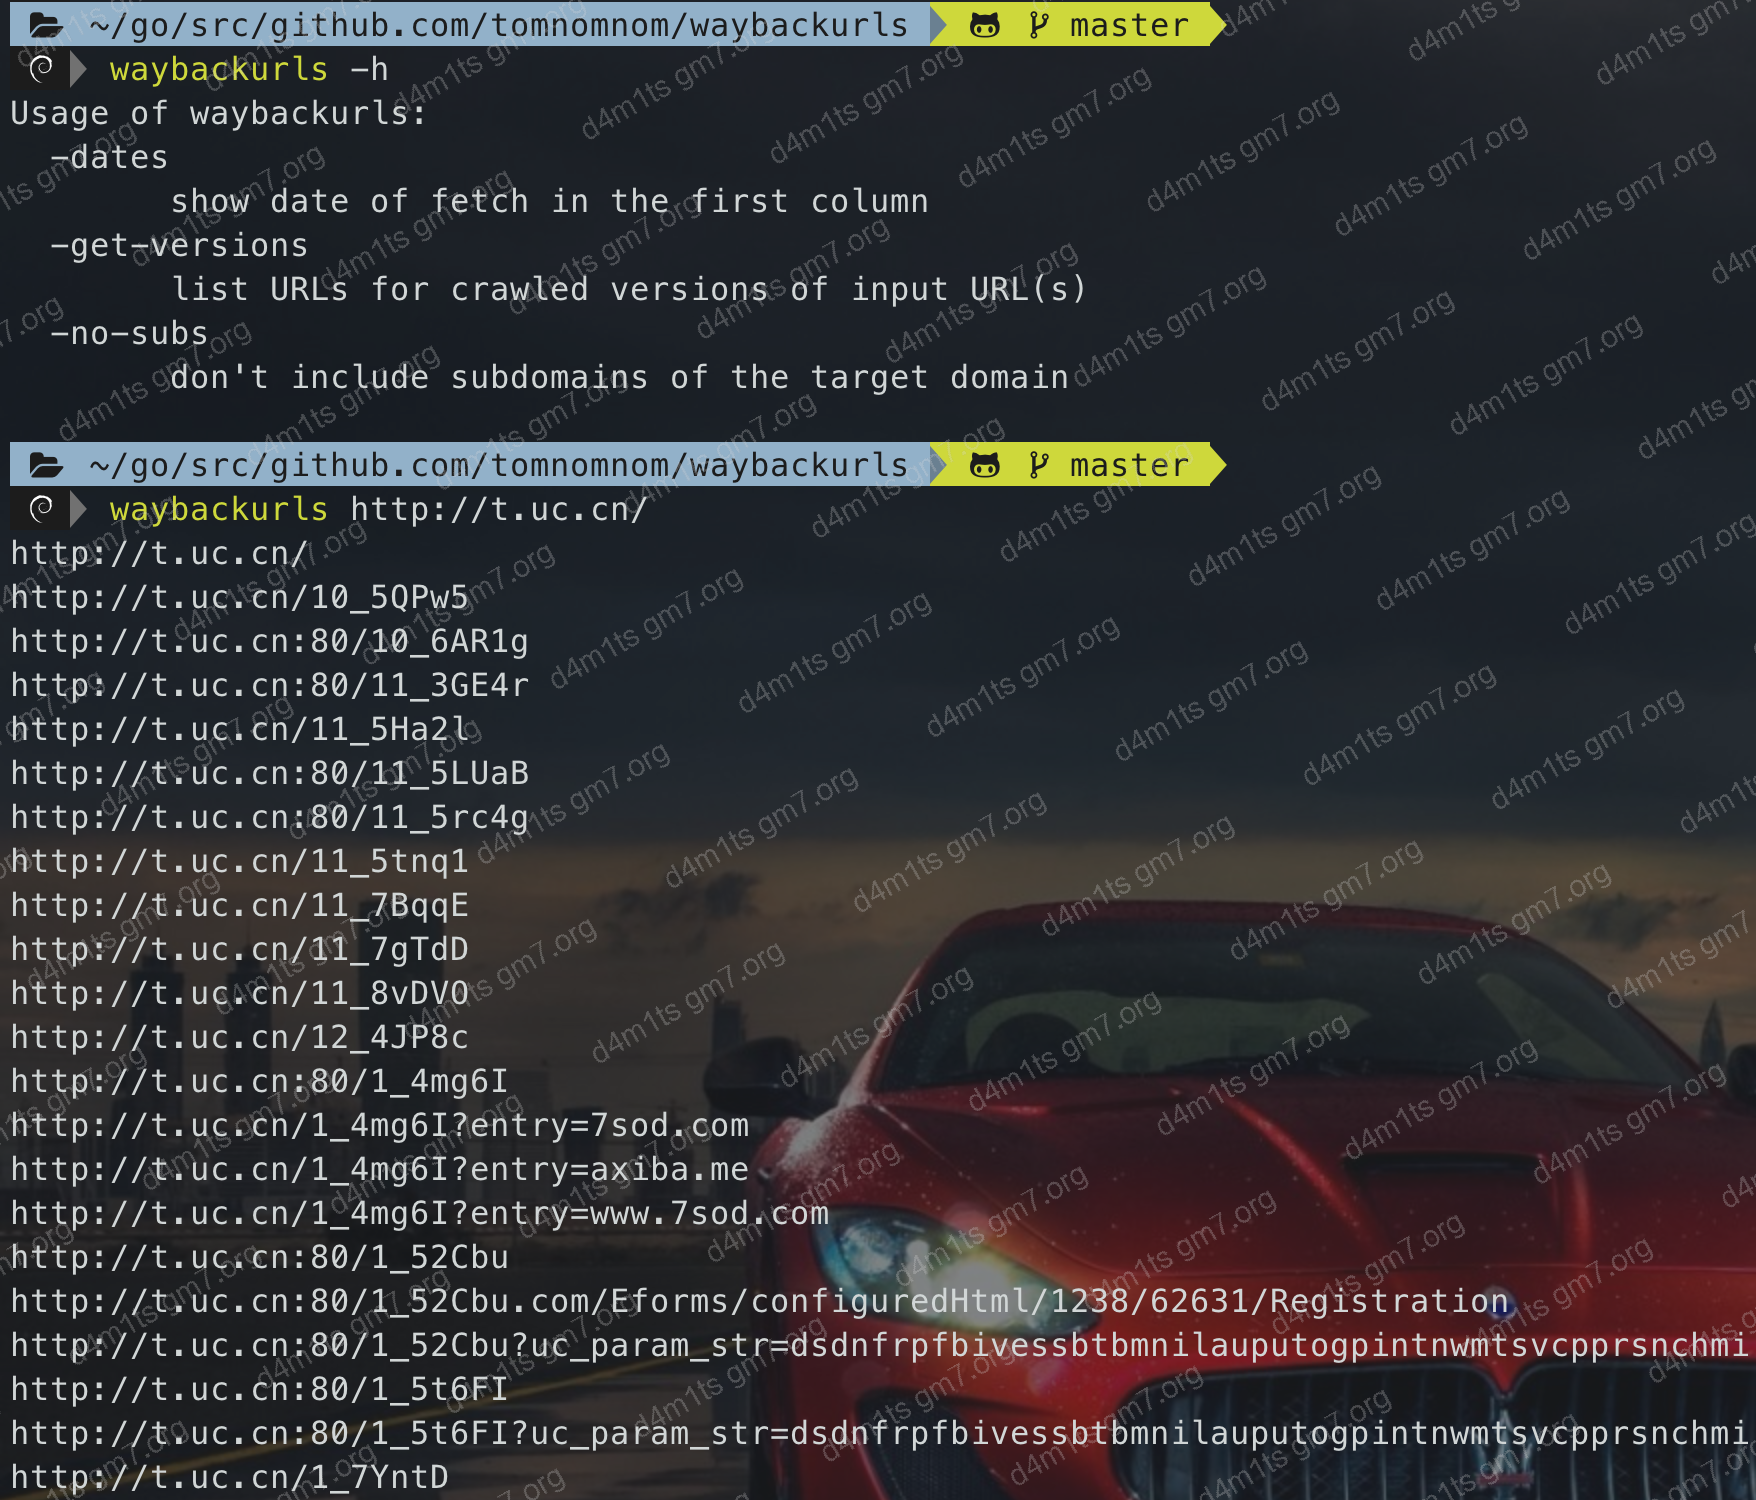 ~/go/src/github.com/tomnomnom/waybackurls master
waybackurls -h
Usage of waybackurls:
-dates
show date of fetch in the first column
-get-versions
list URLs for crawled versions of input URL(s)
-no-subs
don't include subdomains of the target domain
~/go/src/github.com/tomnomnom/waybackurls master
waybackurls http://t.uc.cn/
http://t.uc.cn/
http://t.uc.cn/10_5QPw5
http://t.uc.cn:80/10_6AR1g
http://t.uc.cn:80/11_3GE4r
http://t.uc.cn/11_5Ha2l
http://t.uc.cn:80/11_5LUaB
http://t.uc.cn:80/11_5rc4g
http://t.uc.cn/11_5tnq1
http://t.uc.cn/11_7BqqE
http://t.uc.cn/11_7gTdD
http://t.uc.cn/11_8vDV0
http://t.uc.cn/12_4JP8c
http://t.uc.cn:80/1_4mg6I
http://t.uc.cn/1_4mg6I?entry=7sod.com
http://t.uc.cn/1_4mg6I?entry=axiba.me
http://t.uc.cn/1_4mg6I?entry=www.7sod.com
http://t.uc.cn:80/1_52Cbu
http://t.uc.cn:80/1_52Cbu.com/Eforms/configuredHtml/1238/62631/Registration
http://t.uc.cn:80/1_52Cbu?uc_param_str=dsdnfrpfbivessbtbmnilauputogpintnwmtsvcpprsnchmi
http://t.uc.cn:80/1_5t6FI
http://t.uc.cn:80/1_5t6FI?uc_param_str=dsdnfrpfbivessbtbmnilauputogpintnwmtsvcpprsnchmi
http://t.uc.cn/1_7YntD
d4m1ts gm7.org